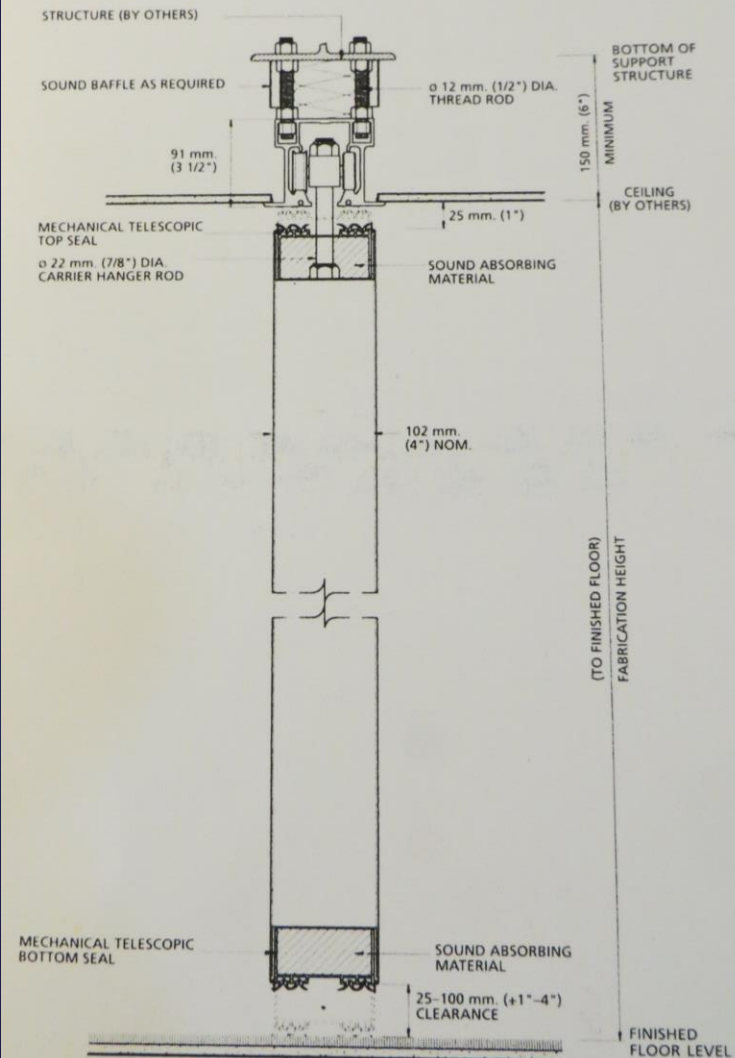 STRUCTURE (BY OTHERS)
BOTTOM OF
SUPPORT
STRUCTURE
SOUND BAFFLE AS REQUIRED
ø 12 mm. (1/2") DIA.
THREAD ROD
150 mm. (6")
MINIMUM
91 mm.
(3 1/2")
CEILING
(BY OTHERS)
25 mm. (1")
MECHANICAL TELESCOPIC
TOP SEAL
ø 22 mm. (7/8") DIA.
CARRIER HANGER ROD
SOUND ABSORBING
MATERIAL
102 mm.
(4") NOM.
(TO FINISHED FLOOR)
FABRICATION HEIGHT
MECHANICAL TELESCOPIC
BOTTOM SEAL
SOUND ABSORBING
MATERIAL
25-100 mm. (+1"-4")
CLEARANCE
FINISHED
FLOOR LEVEL